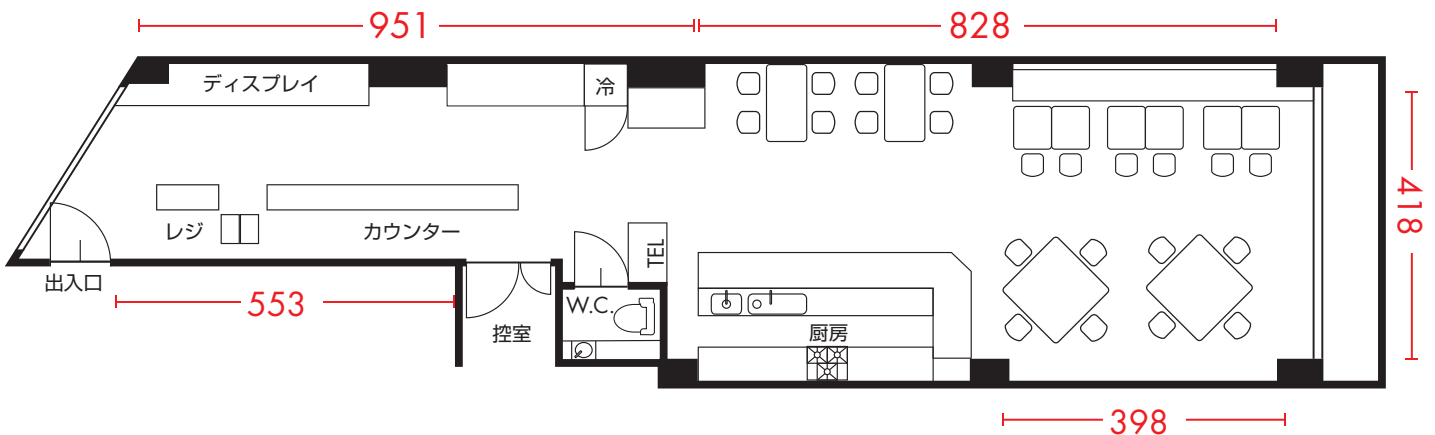 951
828
ディスプレイ
冷
418
レジ
カウンター
TEL
出入口
553
W.C.
控室
厨房
398